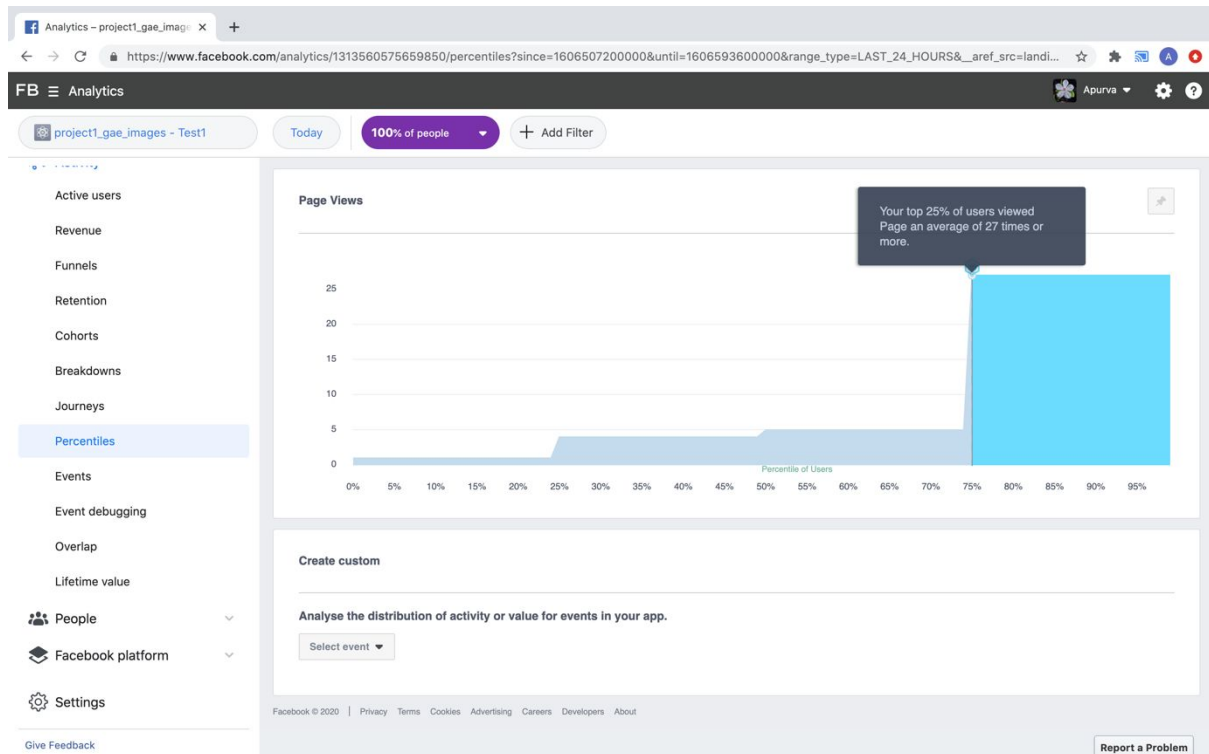 Analytics – project1_gae_imag
https://www.facebook.com/analytics/1313560575659850/percentiles?since=1606507200000&until=1606593600000&range_type=LAST_24_HOURS&__aref_src=landi...
A
FB Analytics
Apurva
project1_gae_images - Test1
Today
100% of people
+ Add Filter
Active users
Revenue
Funnels
Retention
Cohorts
Breakdowns
Journeys
Percentiles
Events
Event debugging
Overlap
Lifetime value
People
Facebook platform
Settings
Give Feedback
Page Views
Your top 25% of users viewed
Page an average of 27 times or
more.
25
20
15
10
5
0
Percentile of Users
0% 5% 10% 15% 20% 25% 30% 35% 40% 45% 50% 55% 60% 65% 70% 75% 80% 85% 90% 95%
Create custom
Analyse the distribution of activity or value for events in your app.
Select event
Facebook © 2020 | Privacy Terms Cookies Advertising Careers Developers About
Report a Problem